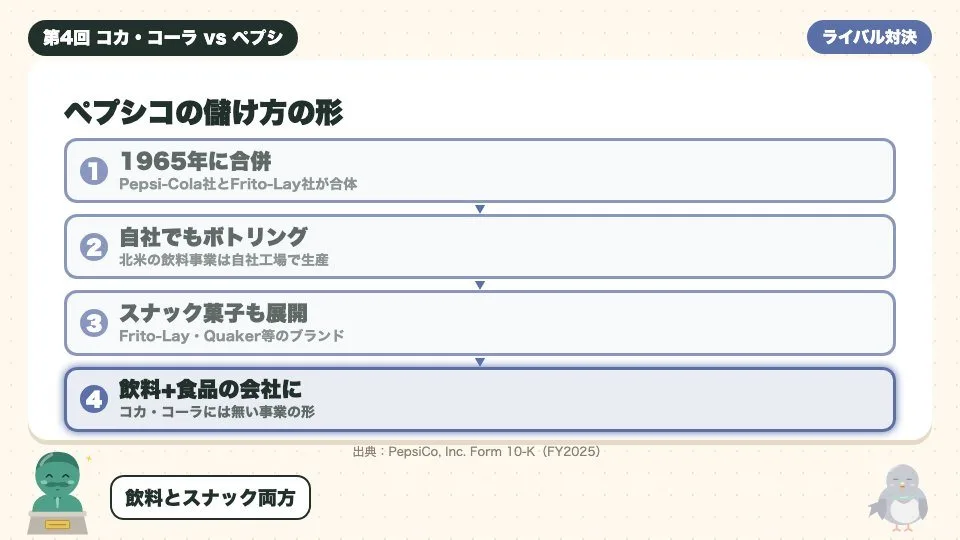 第4回 コカ・コーラ vs ペプシ
ライバル対決
ペプシコの儲け方の形
1
1965年に合併
Pepsi-Cola社とFrito-Lay社が合体
2
自社でもボトリング
北米の飲料事業は自社工場で生産
3
スナック菓子も展開
Frito-Lay・Quaker等のブランド
4
飲料+食品の会社に
コカ・コーラには無い事業の形
出典：PepsiCo, Inc. Form 10-K（FY2025）
飲料とスナック両方